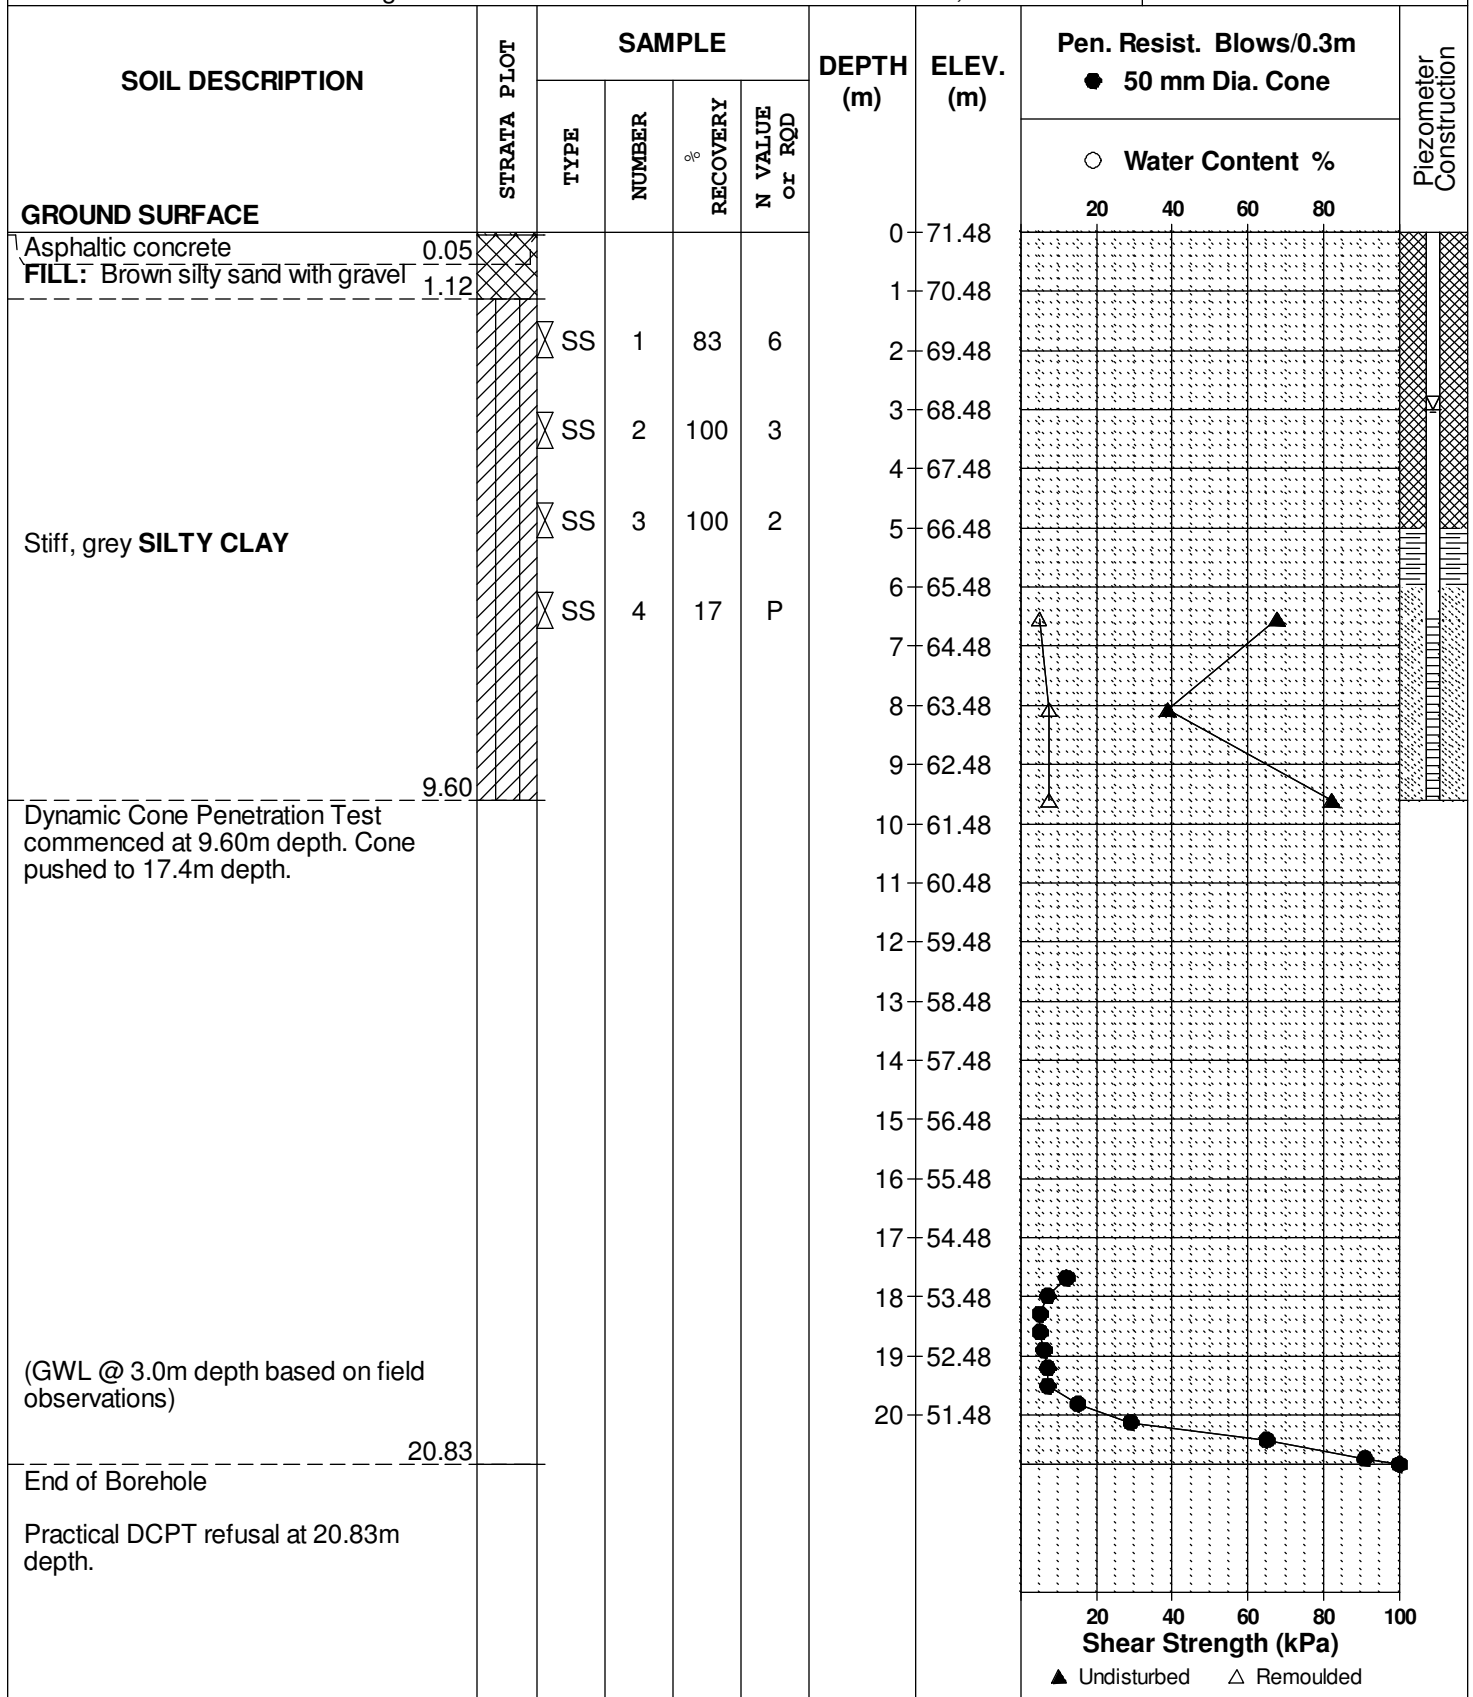 SOIL DESCRIPTION
GROUND SURFACE
STRATA PLOT
SAMPLE
TYPE
NUMBER
%
RECOVERY
N VALUE
or RQD
DEPTH
(m)
ELEV.
(m)
Pen. Resist. Blows/0.3m
● 50 mm Dia. Cone
○ Water Content %
20 40 60 80
Piezometer
Construction
Asphaltic concrete 0.05
FILL: Brown silty sand with gravel 1.12
0 71.48
1 70.48
SS 1 83 6
2 69.48
3 68.48
SS 2 100 3
4 67.48
SS 3 100 2
5 66.48
Stiff, grey SILTY CLAY
6 65.48
SS 4 17 P
7 64.48
8 63.48
9 62.48
9.60
Dynamic Cone Penetration Test
commenced at 9.60m depth. Cone
pushed to 17.4m depth.
10 61.48
11 60.48
12 59.48
13 58.48
14 57.48
15 56.48
16 55.48
17 54.48
18 53.48
19 52.48
(GWL @ 3.0m depth based on field
observations)
20 51.48
20.83
End of Borehole
Practical DCPT refusal at 20.83m
depth.
20 40 60 80 100
Shear Strength (kPa)
▲ Undisturbed △ Remoulded